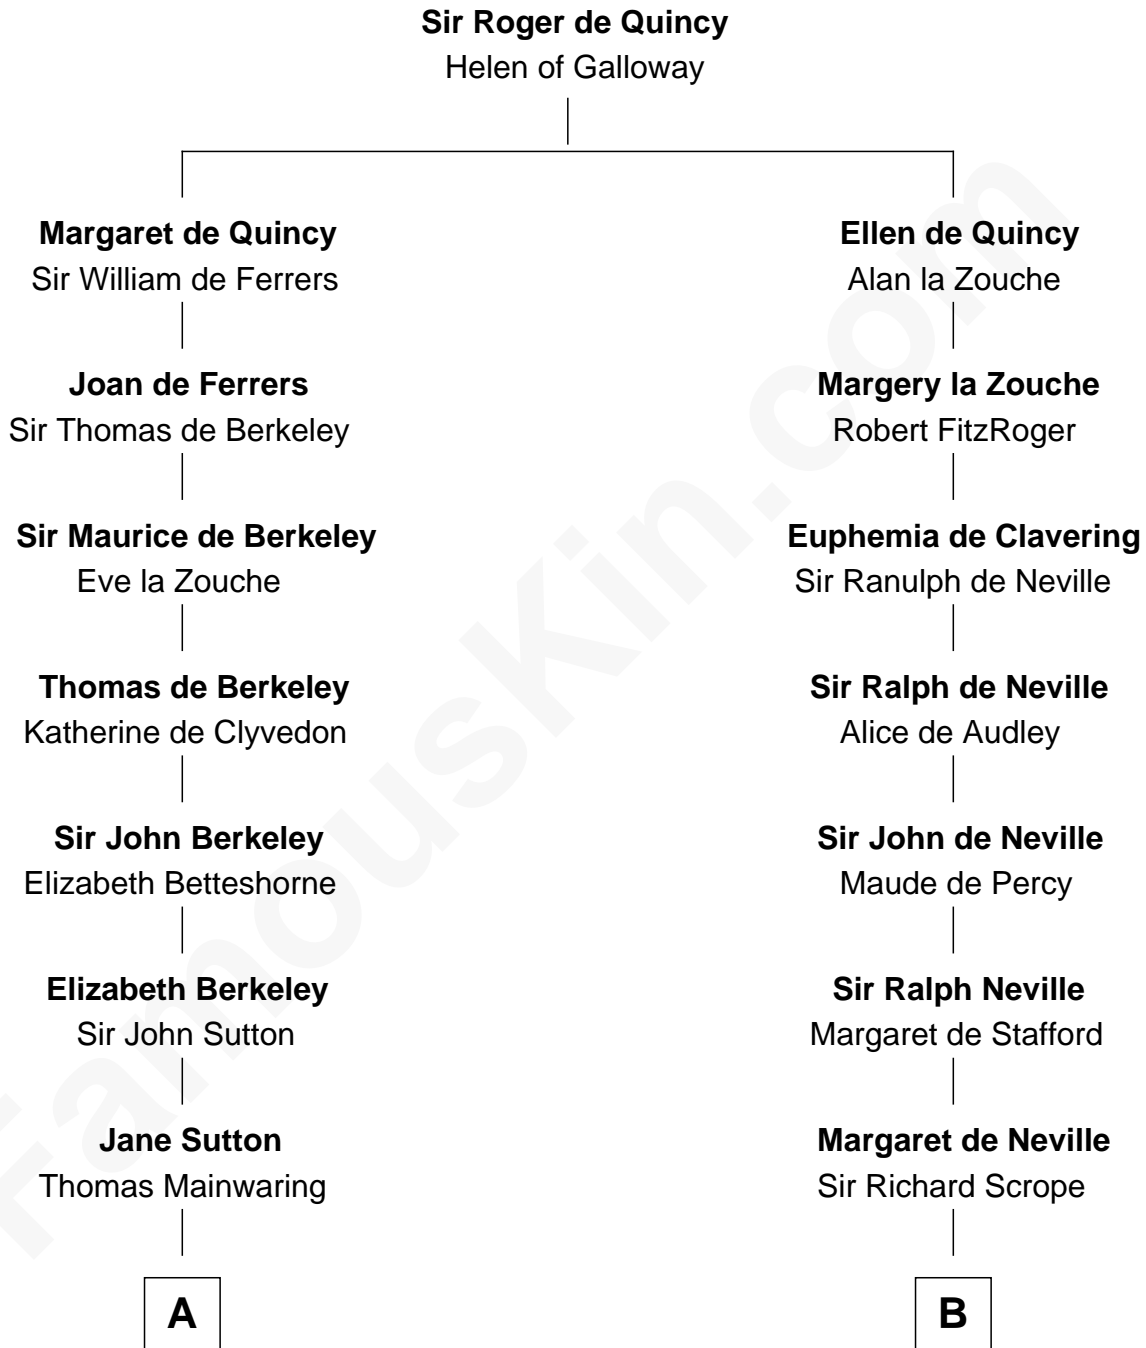 Sir Roger de Quincy
Helen of Galloway
Margaret de Quincy
Sir William de Ferrers
Joan de Ferrers
Sir Thomas de Berkeley
Sir Maurice de Berkeley
Eve la Zouche
Thomas de Berkeley
Katherine de Clyvedon
Sir John Berkeley
Elizabeth Betteshorne
Elizabeth Berkeley
Sir John Sutton
Jane Sutton
Thomas Mainwaring
A
Ellen de Quincy
Alan la Zouche
Margery la Zouche
Robert FitzRoger
Euphemia de Clavering
Sir Ranulph de Neville
Sir Ralph de Neville
Alice de Audley
Sir John de Neville
Maude de Percy
Sir Ralph Neville
Margaret de Stafford
Margaret de Neville
Sir Richard Scrope
B
FamousKin.com